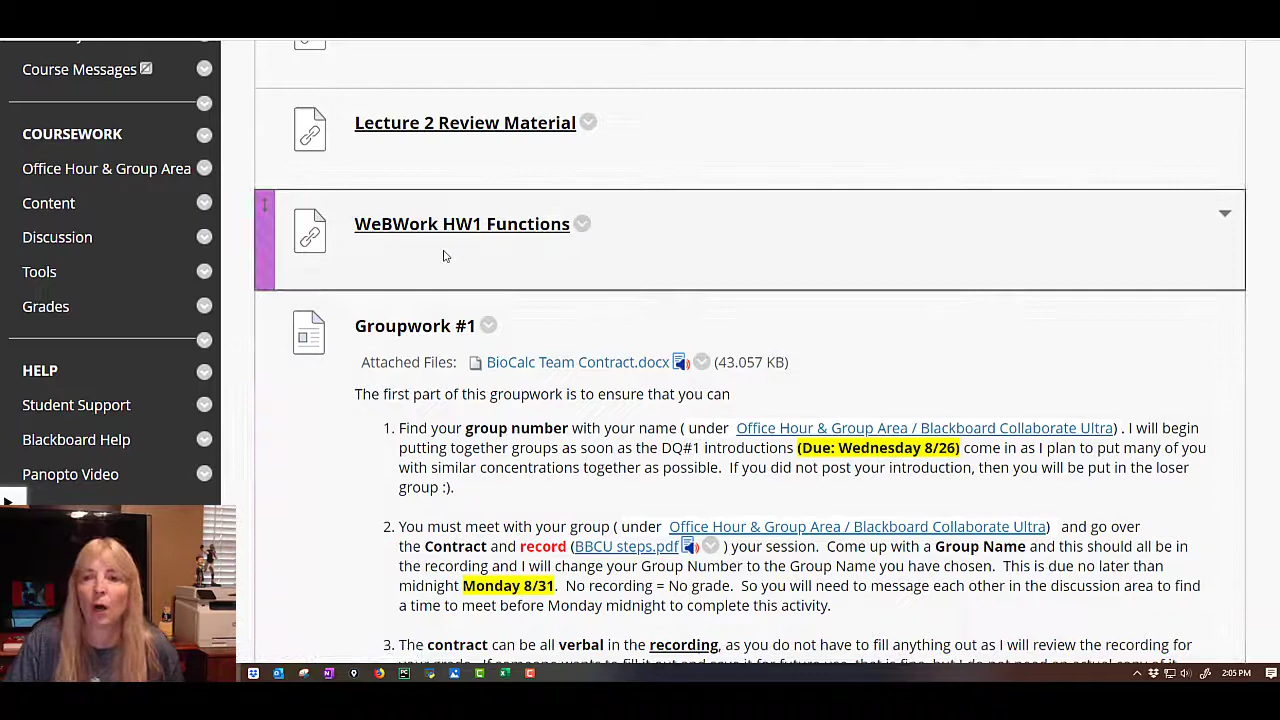 Course Messages
COURSEWORK
Office Hour & Group Area
Content
Discussion
Tools
Grades
HELP
Student Support
Blackboard Help
Panopto Video
Lecture 2 Review Material
WeBWork HW1 Functions
Groupwork #1
Attached Files: BioCalc Team Contract.docx (43.057 KB)
The first part of this groupwork is to ensure that you can
1. Find your group number with your name ( under Office Hour & Group Area / Blackboard Collaborate Ultra) . I will begin
putting together groups as soon as the DQ#1 introductions (Due: Wednesday 8/26) come in as I plan to put many of you
with similar concentrations together as possible. If you did not post your introduction, then you will be put in the loser
group :).
2. You must meet with your group ( under Office Hour & Group Area / Blackboard Collaborate Ultra) and go over
the Contract and record (BBCU steps.pdf ) your session. Come up with a Group Name and this should all be in
the recording and I will change your Group Number to the Group Name you have chosen. This is due no later than
midnight Monday 8/31. No recording = No grade. So you will need to message each other in the discussion area to find
a time to meet before Monday midnight to complete this activity.
3. The contract can be all verbal in the recording, as you do not have to fill anything out as I will review the recording for
2:05 PM